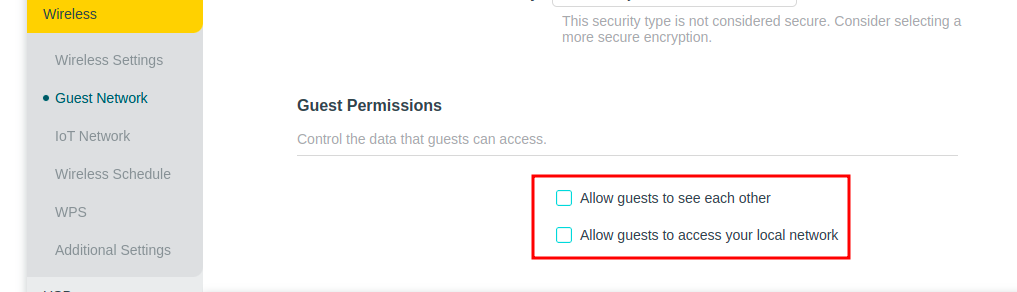 Wireless
This security type is not considered secure. Consider selecting a
more secure encryption.
Wireless Settings
Guest Network
IoT Network
Wireless Schedule
WPS
Additional Settings
Guest Permissions
Control the data that guests can access.
Allow guests to see each other
Allow guests to access your local network